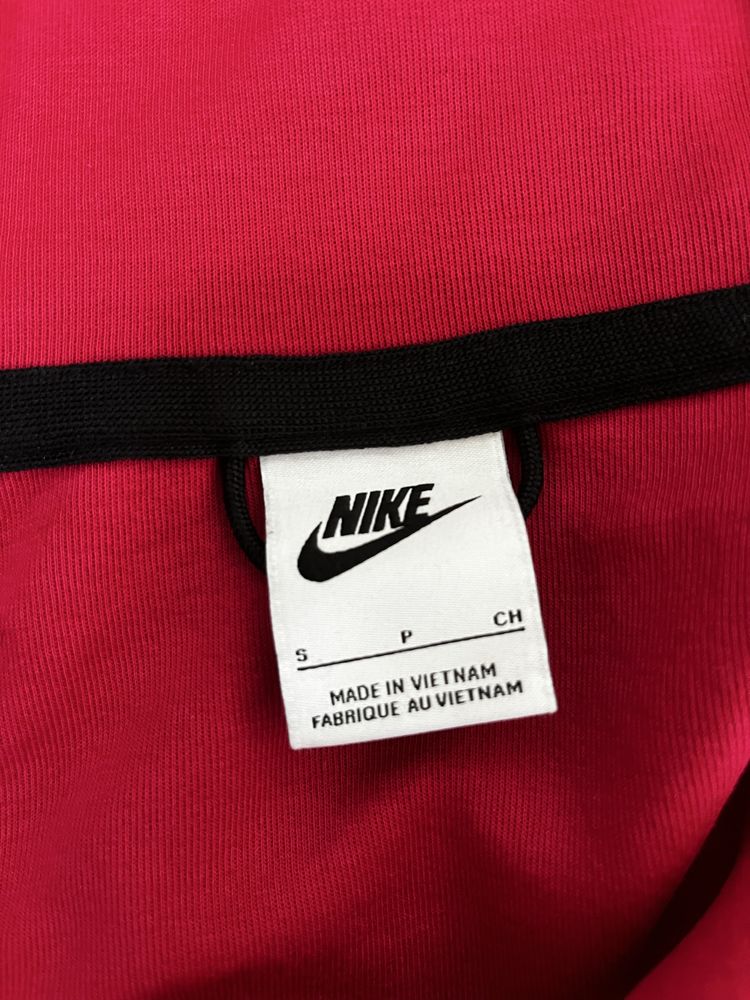 NIKE
S P CH
MADE IN VIETNAM
FABRIQUE AU VIETNAM